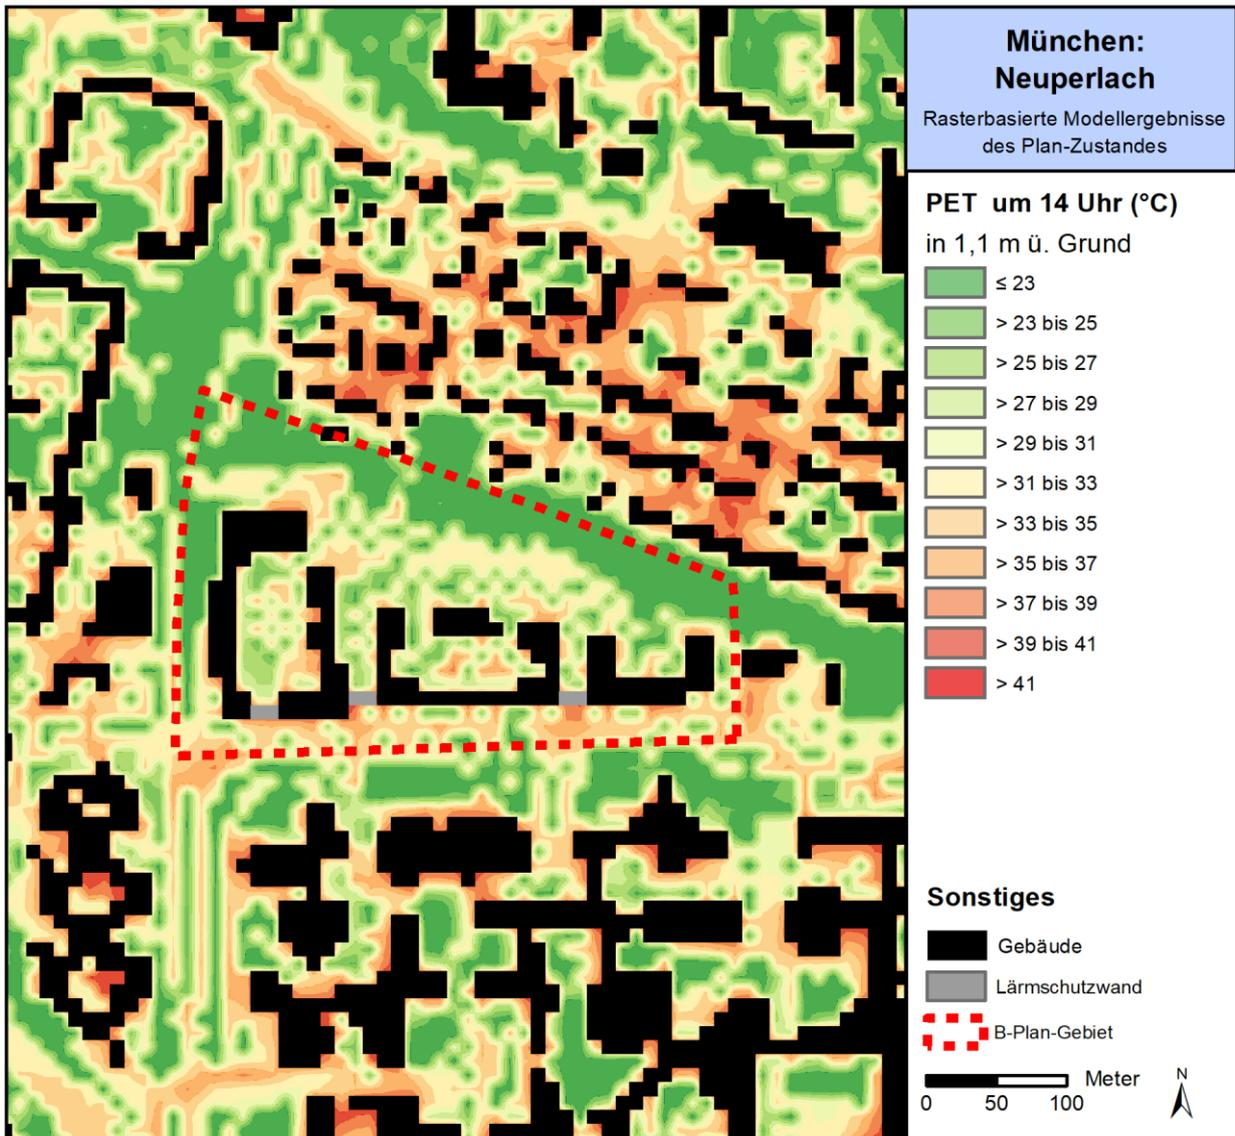 München:
Neuperlach
Rasterbasierte Modellergebnisse
des Plan-Zustandes
PET um 14 Uhr (°C)
in 1,1 m ü. Grund
≤ 23
> 23 bis 25
> 25 bis 27
> 27 bis 29
> 29 bis 31
> 31 bis 33
> 33 bis 35
> 35 bis 37
> 37 bis 39
> 39 bis 41
> 41
Sonstiges
Gebäude
Lärmschutzwand
B-Plan-Gebiet
Meter
0 50 100
N